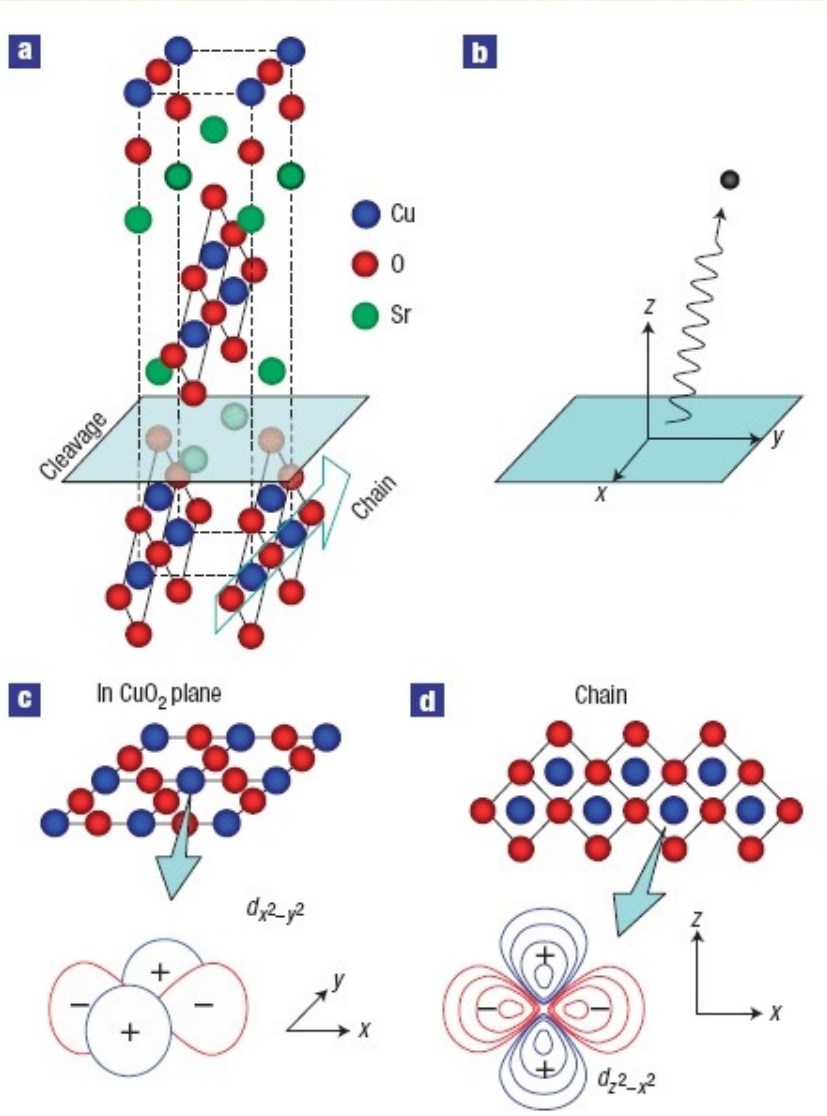 a
b
Cu
O
Sr
Cleavage
Chain
z
y
x
c
In CuO₂ plane
d
Chain
dx²−y²
+
−
−
+
y
x
z
+
−
−
+
x
dz²−x²